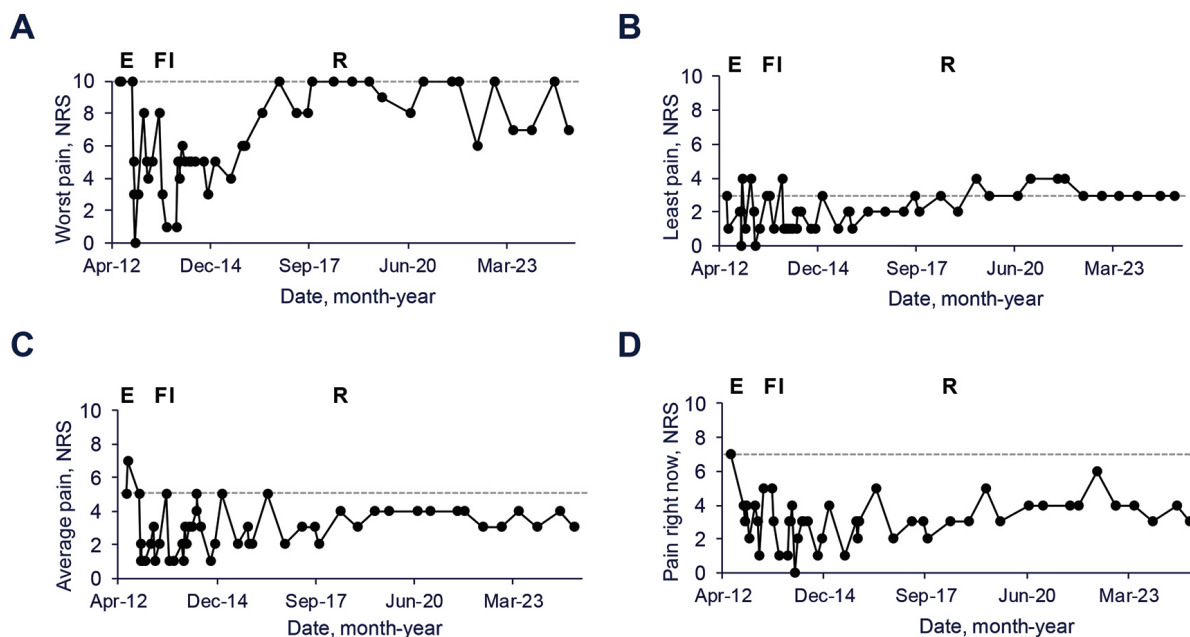 A
E FI R
Worst pain, NRS
10
8
6
4
2
0
Apr-12 Dec-14 Sep-17 Jun-20 Mar-23
Date, month-year
B
E FI R
Least pain, NRS
10
8
6
4
2
0
Apr-12 Dec-14 Sep-17 Jun-20 Mar-23
Date, month-year
C
E FI R
Average pain, NRS
10
8
6
4
2
0
Apr-12 Dec-14 Sep-17 Jun-20 Mar-23
Date, month-year
D
E FI R
Pain right now, NRS
10
8
6
4
2
0
Apr-12 Dec-14 Sep-17 Jun-20 Mar-23
Date, month-year